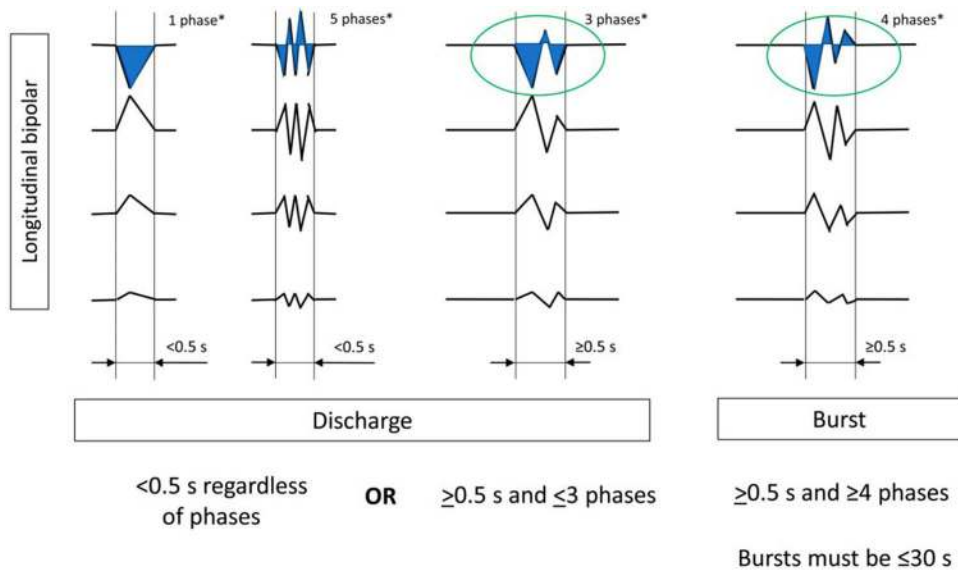 1 phase*
5 phases*
3 phases*
4 phases*
Longitudinal bipolar
<0.5 s
<0.5 s
≥0.5 s
≥0.5 s
Discharge
Burst
<0.5 s regardless
of phases
OR
≥0.5 s and ≤3 phases
≥0.5 s and ≥4 phases
Bursts must be ≤30 s